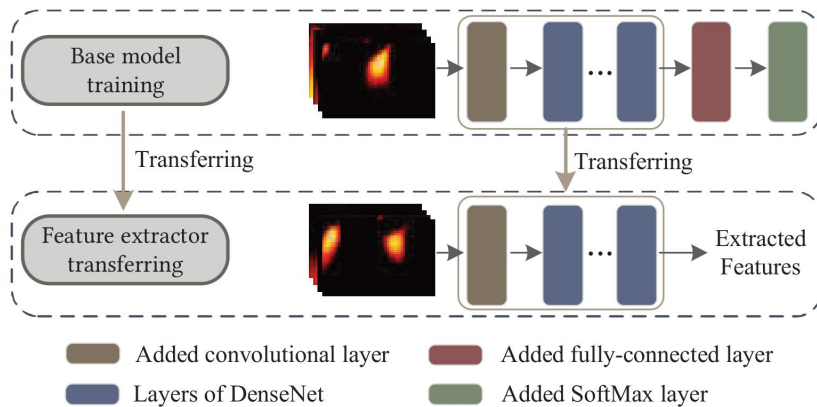 Base model
training
...
Transferring
Transferring
Feature extractor
transferring
...
Extracted
Features
Added convolutional layer
Added fully-connected layer
Layers of DenseNet
Added SoftMax layer